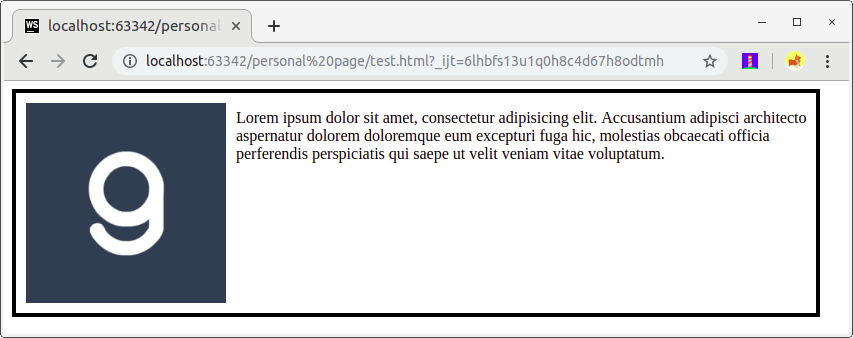 WS
localhost:63342/personal
localhost:63342/personal%20page/test.html?_ijt=6lhbfs13u1q0h8c4d67h8odtmh
g
Lorem ipsum dolor sit amet, consectetur adipisicing elit. Accusantium adipisci architecto
aspernatur dolorem doloremque eum excepturi fuga hic, molestias obcaecati officia
perferendis perspiciatis qui saepe ut velit veniam vitae voluptatum.